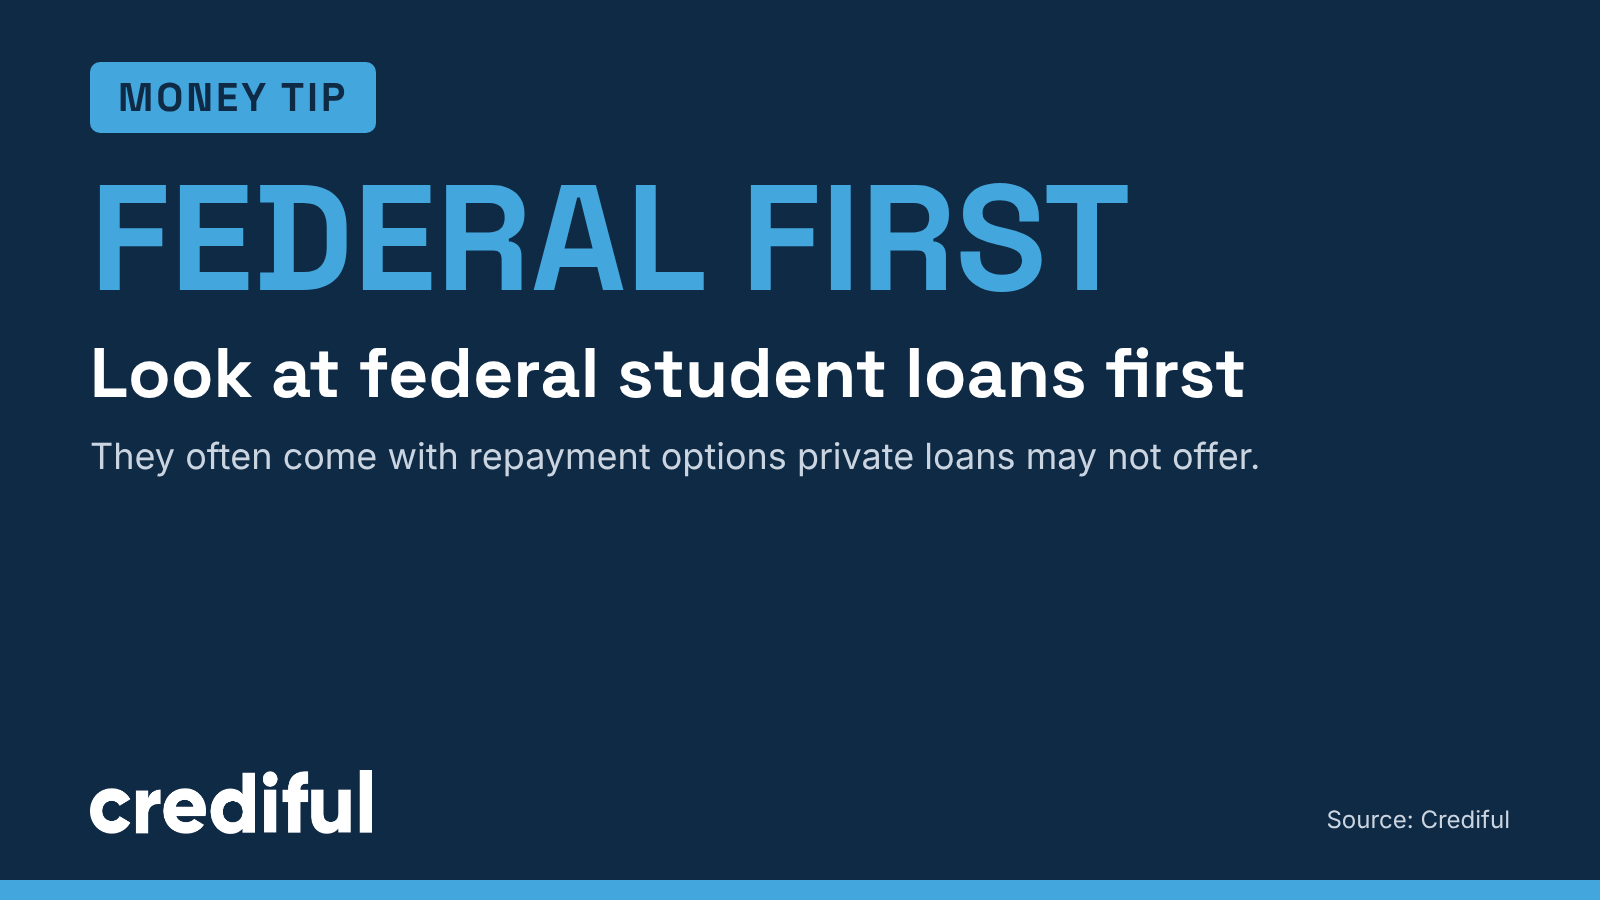 MONEY TIP
FEDERAL FIRST
Look at federal student loans first
They often come with repayment options private loans may not offer.
crediful
Source: Crediful